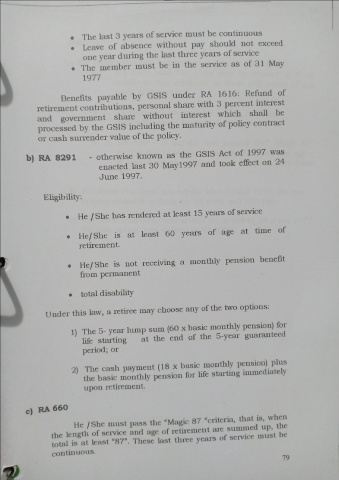 • The last 3 years of service must be continuous
• Leave of absence without pay should not exceed
one year during the last three years of service
• The member must be in the service as of 31 May
1977
Benefits payable by GSIS under RA 1616: Refund of
retirement contributions, personal share with 3 percent interest
and government share without interest which shall be
processed by the GSIS including the maturity of policy contract
or cash surrender value of the policy.
b) RA 8291 - otherwise known as the GSIS Act of 1997 was
enacted last 30 May1997 and took effect on 24
June 1997.
Eligibility:
• He /She has rendered at least 15 years of service
• He/She is at least 60 years of age at time of
retirement.
• He/She is not receiving a monthly pension benefit
from permanent
• total disability
Under this law, a retiree may choose any of the two options:
1) The 5- year lump sum (60 x basic monthly pension) for
life starting at the end of the 5-year guaranteed
period; or
2) The cash payment (18 x basic monthly pension) plus
the basic monthly pension for life starting immediately
upon retirement.
c) RA 660
He /She must pass the "Magic 87 "criteria, that is, when
the length of service and age of retirement are summed up, the
total is at least "87". These last three years of service must be
continuous.
79